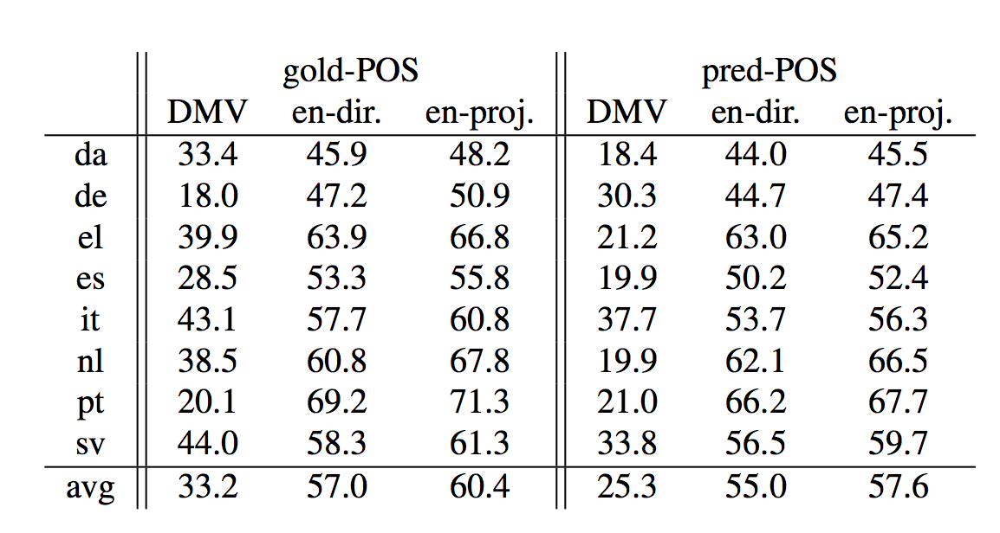 gold-POS pred-POS
DMV en-dir. en-proj. DMV en-dir. en-proj.
da 33.4 45.9 48.2 18.4 44.0 45.5
de 18.0 47.2 50.9 30.3 44.7 47.4
el 39.9 63.9 66.8 21.2 63.0 65.2
es 28.5 53.3 55.8 19.9 50.2 52.4
it 43.1 57.7 60.8 37.7 53.7 56.3
nl 38.5 60.8 67.8 19.9 62.1 66.5
pt 20.1 69.2 71.3 21.0 66.2 67.7
sv 44.0 58.3 61.3 33.8 56.5 59.7
avg 33.2 57.0 60.4 25.3 55.0 57.6